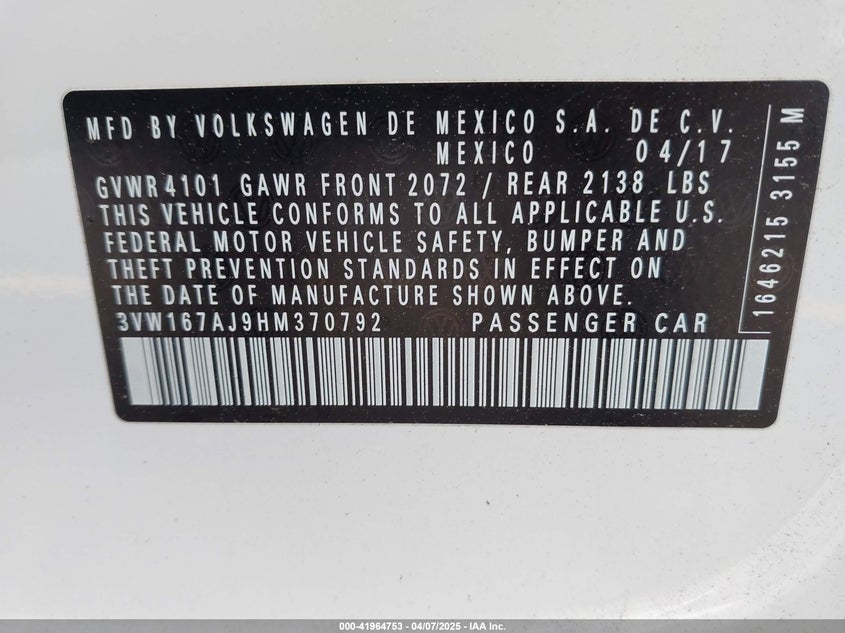 MFD BY VOLKSWAGEN DE MEXICO S.A. DE C.V.
MEXICO 04/17
GVWR 4101 GAWR FRONT 2072 / REAR 2138 LBS
THIS VEHICLE CONFORMS TO ALL APPLICABLE U.S.
FEDERAL MOTOR VEHICLE SAFETY, BUMPER AND
THEFT PREVENTION STANDARDS IN EFFECT ON
THE DATE OF MANUFACTURE SHOWN ABOVE.
3VW167AJ9HM370792 PASSENGER CAR
1646215 3155 M
000-41964753 - 04/07/2025 - IAA Inc.